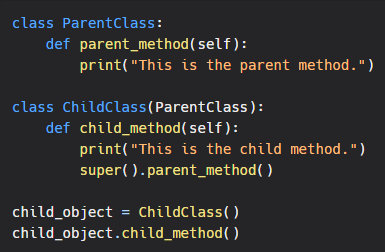 class ParentClass:
    def parent_method(self):
        print("This is the parent method.")

class ChildClass(ParentClass):
    def child_method(self):
        print("This is the child method.")
        super().parent_method()

child_object = ChildClass()
child_object.child_method()